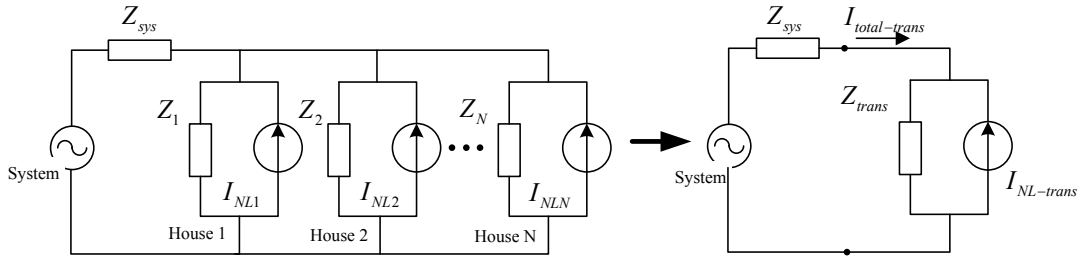 Z_sys
Z_1
Z_2
Z_N
System
I_NL1
I_NL2
I_NLN
House 1
House 2
House N
Z_sys
I_total−trans
Z_trans
System
I_NL−trans